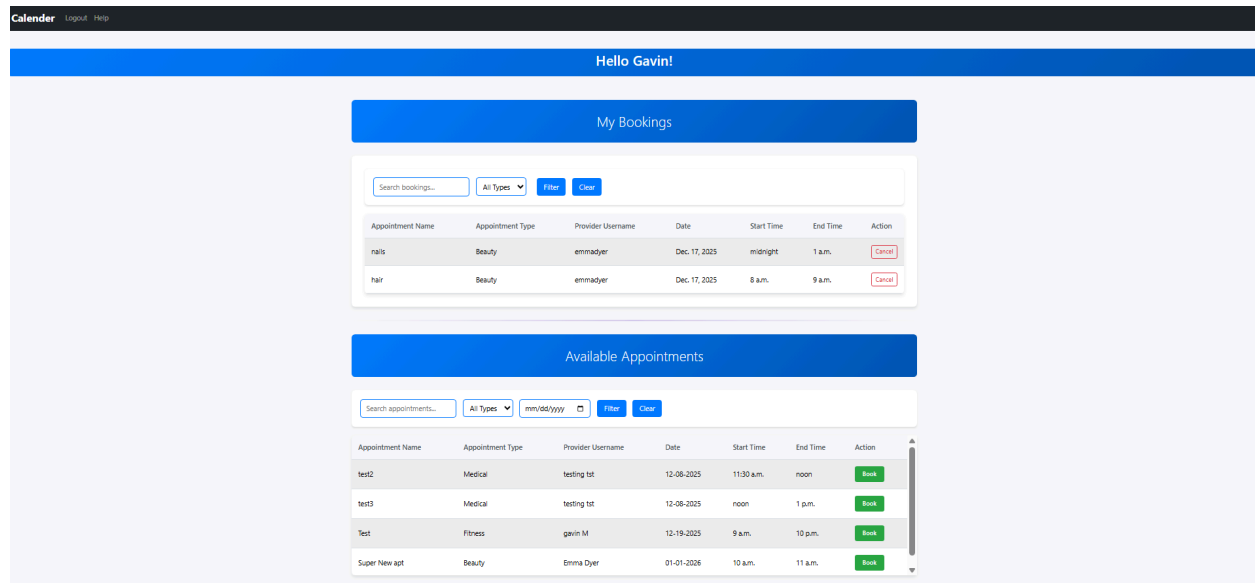 Calender Logout Help
Hello Gavin!
My Bookings
Search bookings... All Types Filter Clear
Appointment Name Appointment Type Provider Username Date Start Time End Time Action
nails Beauty emmadyer Dec. 17, 2025 midnight 1 a.m. Cancel
hair Beauty emmadyer Dec. 17, 2025 8 a.m. 9 a.m. Cancel
Available Appointments
Search appointments... All Types mm/dd/yyyy Filter Clear
Appointment Name Appointment Type Provider Username Date Start Time End Time Action
test2 Medical testing tst 12-08-2025 11:30 a.m. noon Book
test3 Medical testing tst 12-08-2025 noon 1 p.m. Book
Test Fitness gavin M 12-19-2025 9 a.m. 10 p.m. Book
Super New apt Beauty Emma Dyer 01-01-2026 10 a.m. 11 a.m. Book